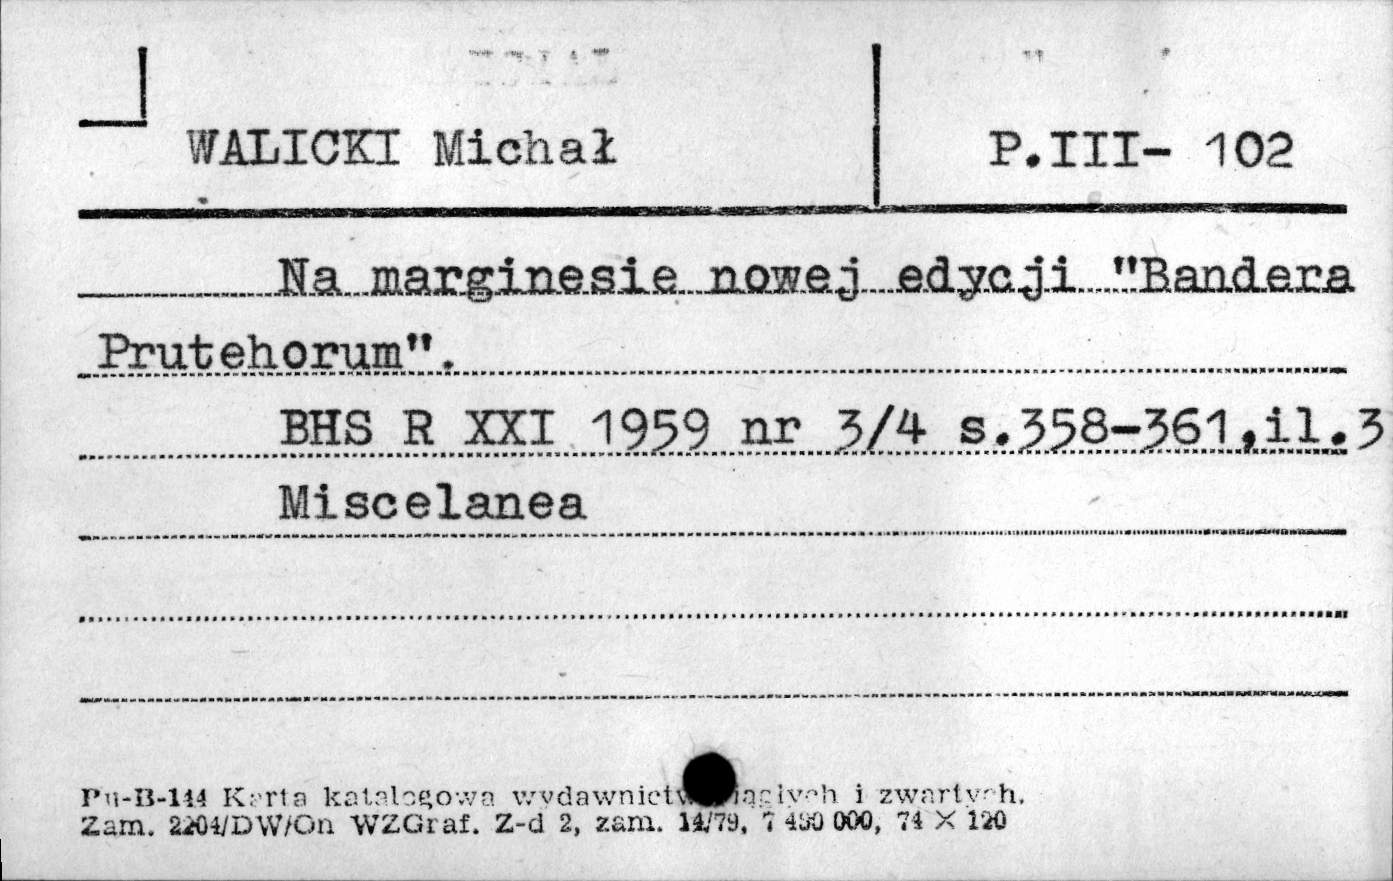 WALICKI Michał
P.III- 102
Na marginesie nowej edycji "Bandera
Prutehorum".
BHS R XXI 1959 nr 3/4 s.358-361,il.3
Miscelanea
Pu-B-144 Karta katalogowa wydawnictw ciągłych i zwartych.
Zam. 2204/DW/On WZGraf. Z-d 2, zam. 14/79, 7 450 000, 74 X 120